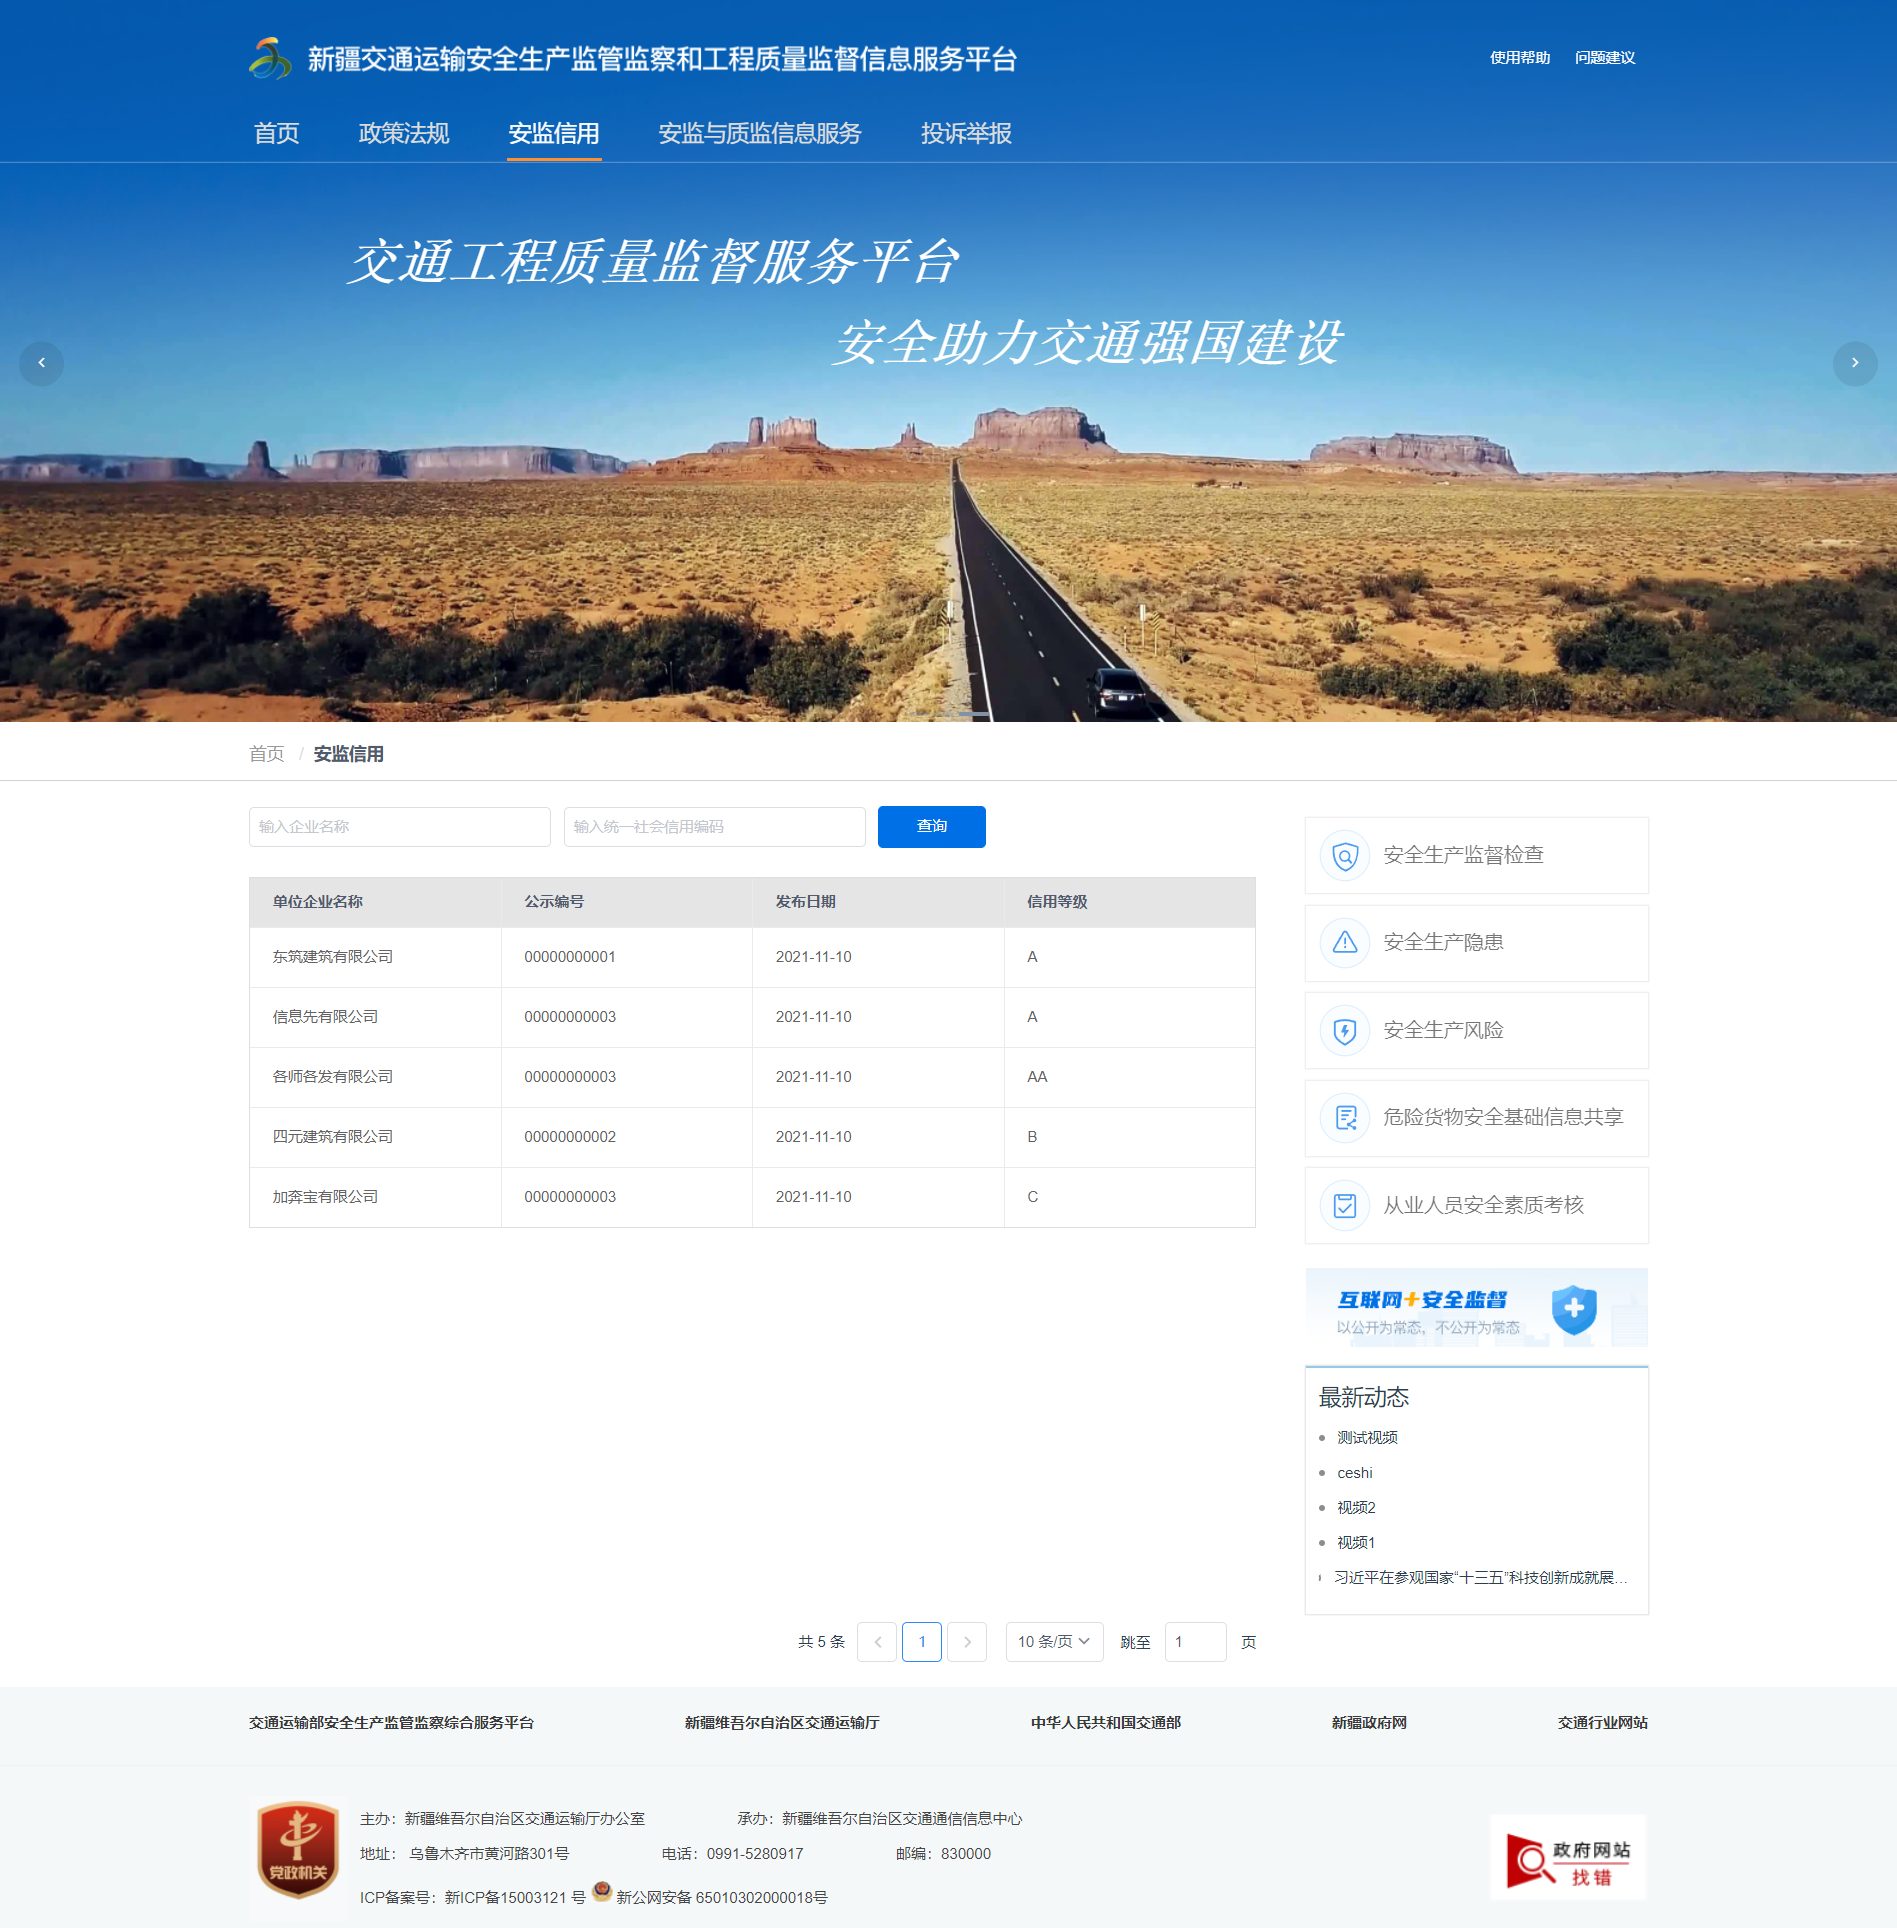 新疆交通运输安全生产监管监察和工程质量监督信息服务平台
使用帮助 问题建议
首页 政策法规 安监信用 安监与质监信息服务 投诉举报
交通工程质量监督服务平台
安全助力交通强国建设
首页 / 安监信用
输入企业名称 输入统一社会信用编码 查询
单位企业名称 公示编号 发布日期 信用等级
东筑建筑有限公司 00000000001 2021-11-10 A
信息先有限公司 00000000003 2021-11-10 A
各师各发有限公司 00000000003 2021-11-10 AA
四元建筑有限公司 00000000002 2021-11-10 B
加奔宝有限公司 00000000003 2021-11-10 C
共 5 条 1 10 条/页 跳至 1 页
安全生产监督检查
安全生产隐患
安全生产风险
危险货物安全基础信息共享
从业人员安全素质考核
互联网+安全监督
以公开为常态，不公开为常态
最新动态
测试视频
ceshi
视频2
视频1
习近平在参观国家“十三五”科技创新成就展...
交通运输部安全生产监管监察综合服务平台 新疆维吾尔自治区交通运输厅 中华人民共和国交通部 新疆政府网 交通行业网站
党政机关
主办：新疆维吾尔自治区交通运输厅办公室 承办：新疆维吾尔自治区交通通信信息中心
地址： 乌鲁木齐市黄河路301号 电话：0991-5280917 邮编：830000
ICP备案号：新ICP备15003121 号 新公网安备 65010302000018号
政府网站
找错